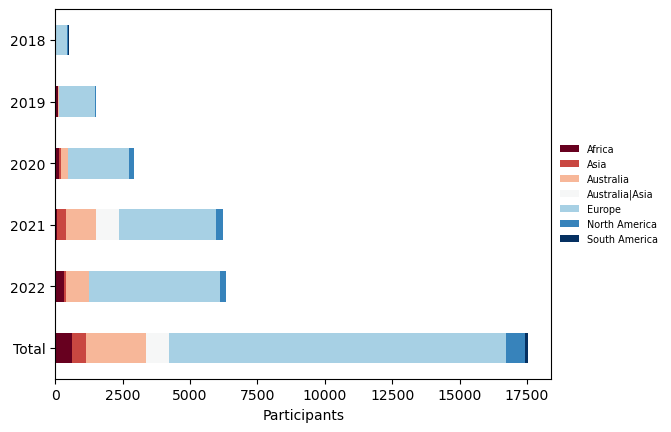 2018
2019
2020
2021
2022
Total
0 2500 5000 7500 10000 12500 15000 17500
Participants
Africa
Asia
Australia
Australia|Asia
Europe
North America
South America